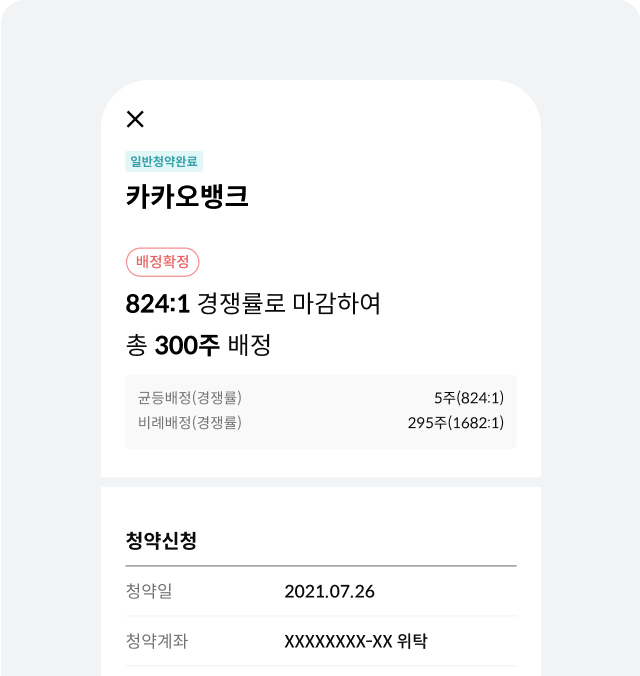 일반청약완료
카카오뱅크
배정확정
824:1 경쟁률로 마감하여
총 300주 배정
균등배정(경쟁률) 5주(824:1)
비례배정(경쟁률) 295주(1682:1)
청약신청
청약일 2021.07.26
청약계좌 XXXXXXXX-XX 위탁